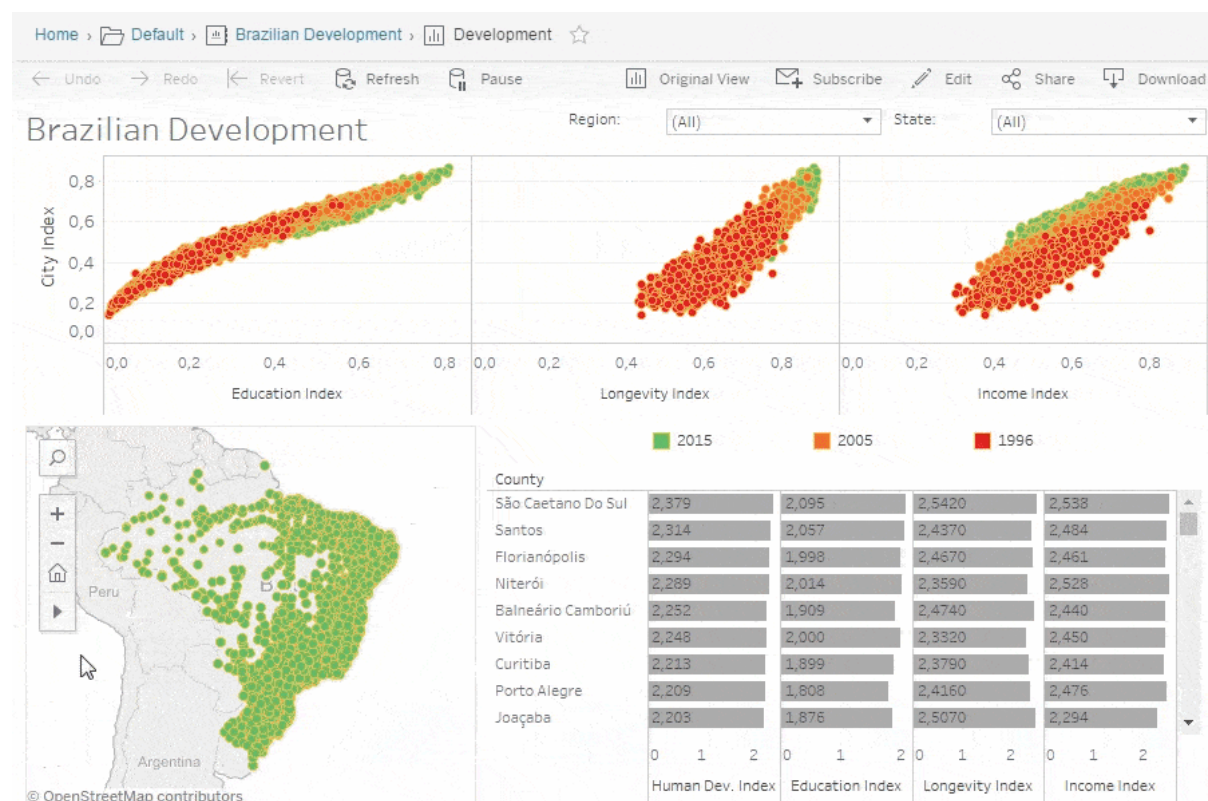 Home › Default › Brazilian Development › Development
Undo Redo Revert Refresh Pause Original View Subscribe Edit Share Download
Brazilian Development
Region: (All) State: (All)
City Index
0,8
0,6
0,4
0,2
0,0
0,0 0,2 0,4 0,6 0,8 0,0 0,2 0,4 0,6 0,8 0,0 0,2 0,4 0,6 0,8
Education Index Longevity Index Income Index
2015 2005 1996
Peru
B
Argentina
© OpenStreetMap contributors
County
São Caetano Do Sul 2,379 2,095 2,5420 2,538
Santos 2,314 2,057 2,4370 2,484
Florianópolis 2,294 1,998 2,4670 2,461
Niterói 2,289 2,014 2,3590 2,528
Balneário Camboriú 2,252 1,909 2,4740 2,440
Vitória 2,248 2,000 2,3320 2,450
Curitiba 2,213 1,899 2,3790 2,414
Porto Alegre 2,209 1,808 2,4160 2,476
Joaçaba 2,203 1,876 2,5070 2,294
0 1 2 0 1 2 0 1 2 0 1 2
Human Dev. Index Education Index Longevity Index Income Index